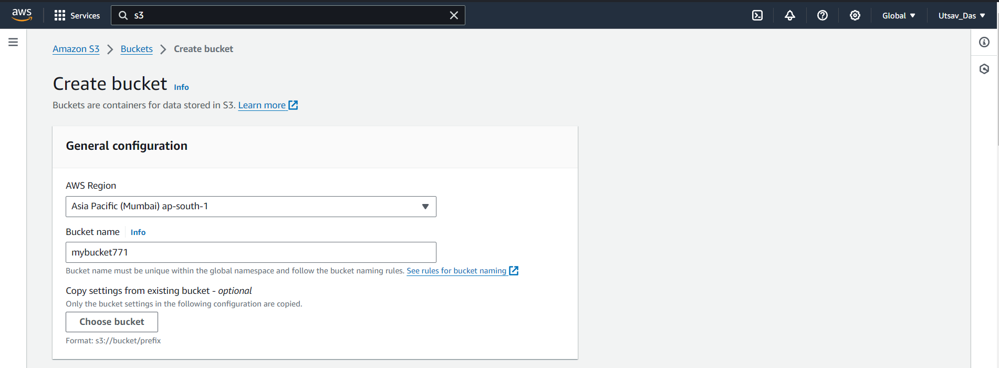 aws Services s3 Global Utsav_Das
Amazon S3 Buckets Create bucket
Create bucket Info
Buckets are containers for data stored in S3. Learn more
General configuration
AWS Region
Asia Pacific (Mumbai) ap-south-1
Bucket name Info
mybucket771
Bucket name must be unique within the global namespace and follow the bucket naming rules. See rules for bucket naming
Copy settings from existing bucket - optional
Only the bucket settings in the following configuration are copied.
Choose bucket
Format: s3://bucket/prefix